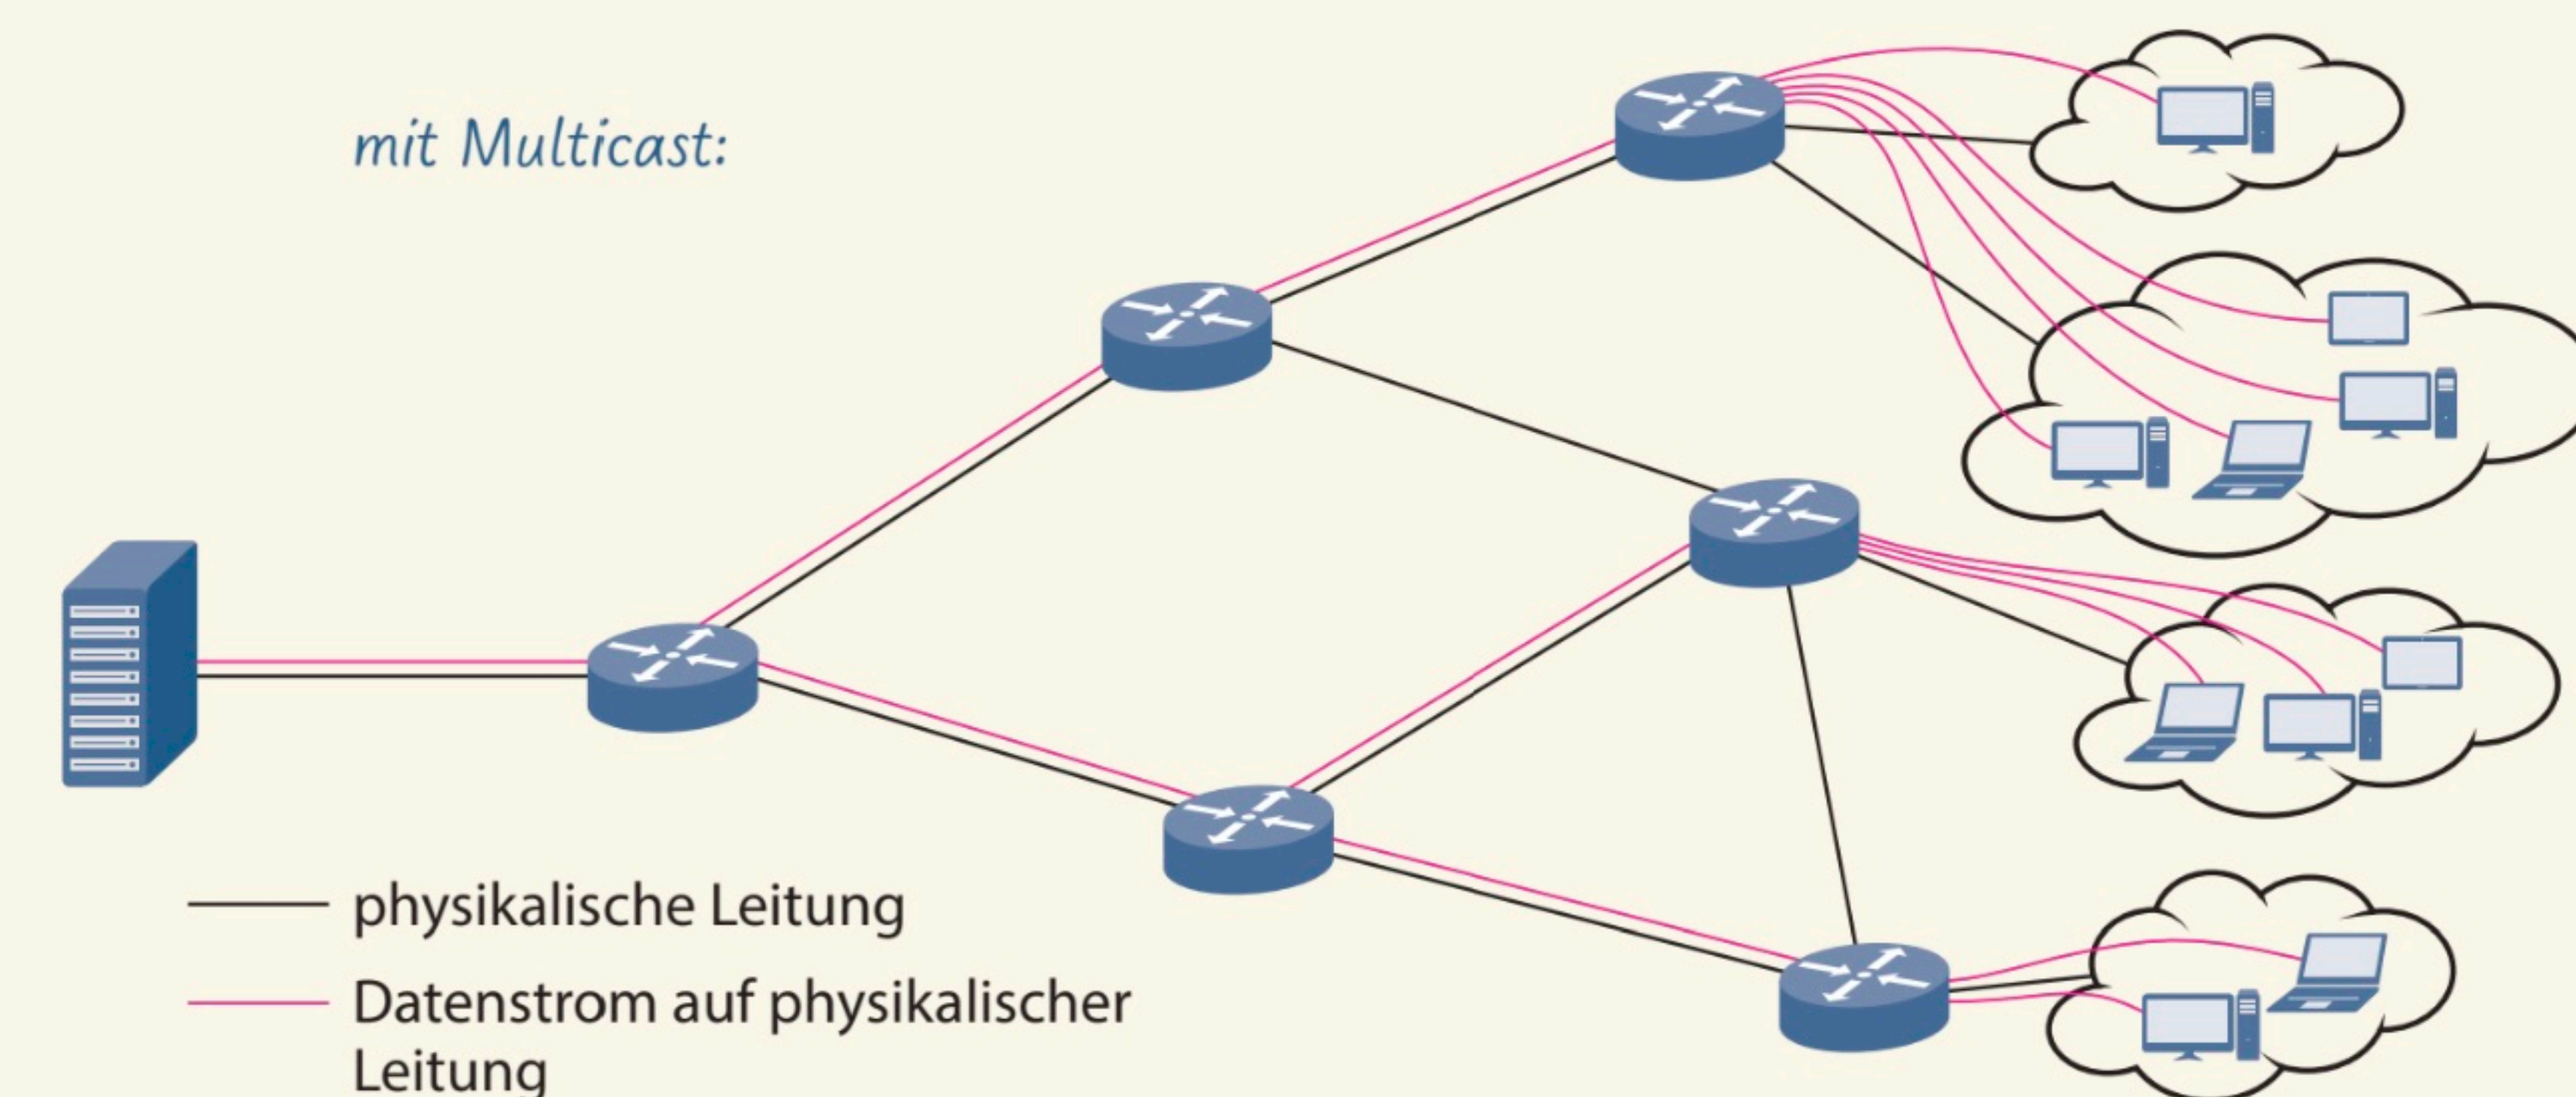 mit Multicast:
physikalische Leitung
Datenstrom auf physikalischer
Leitung